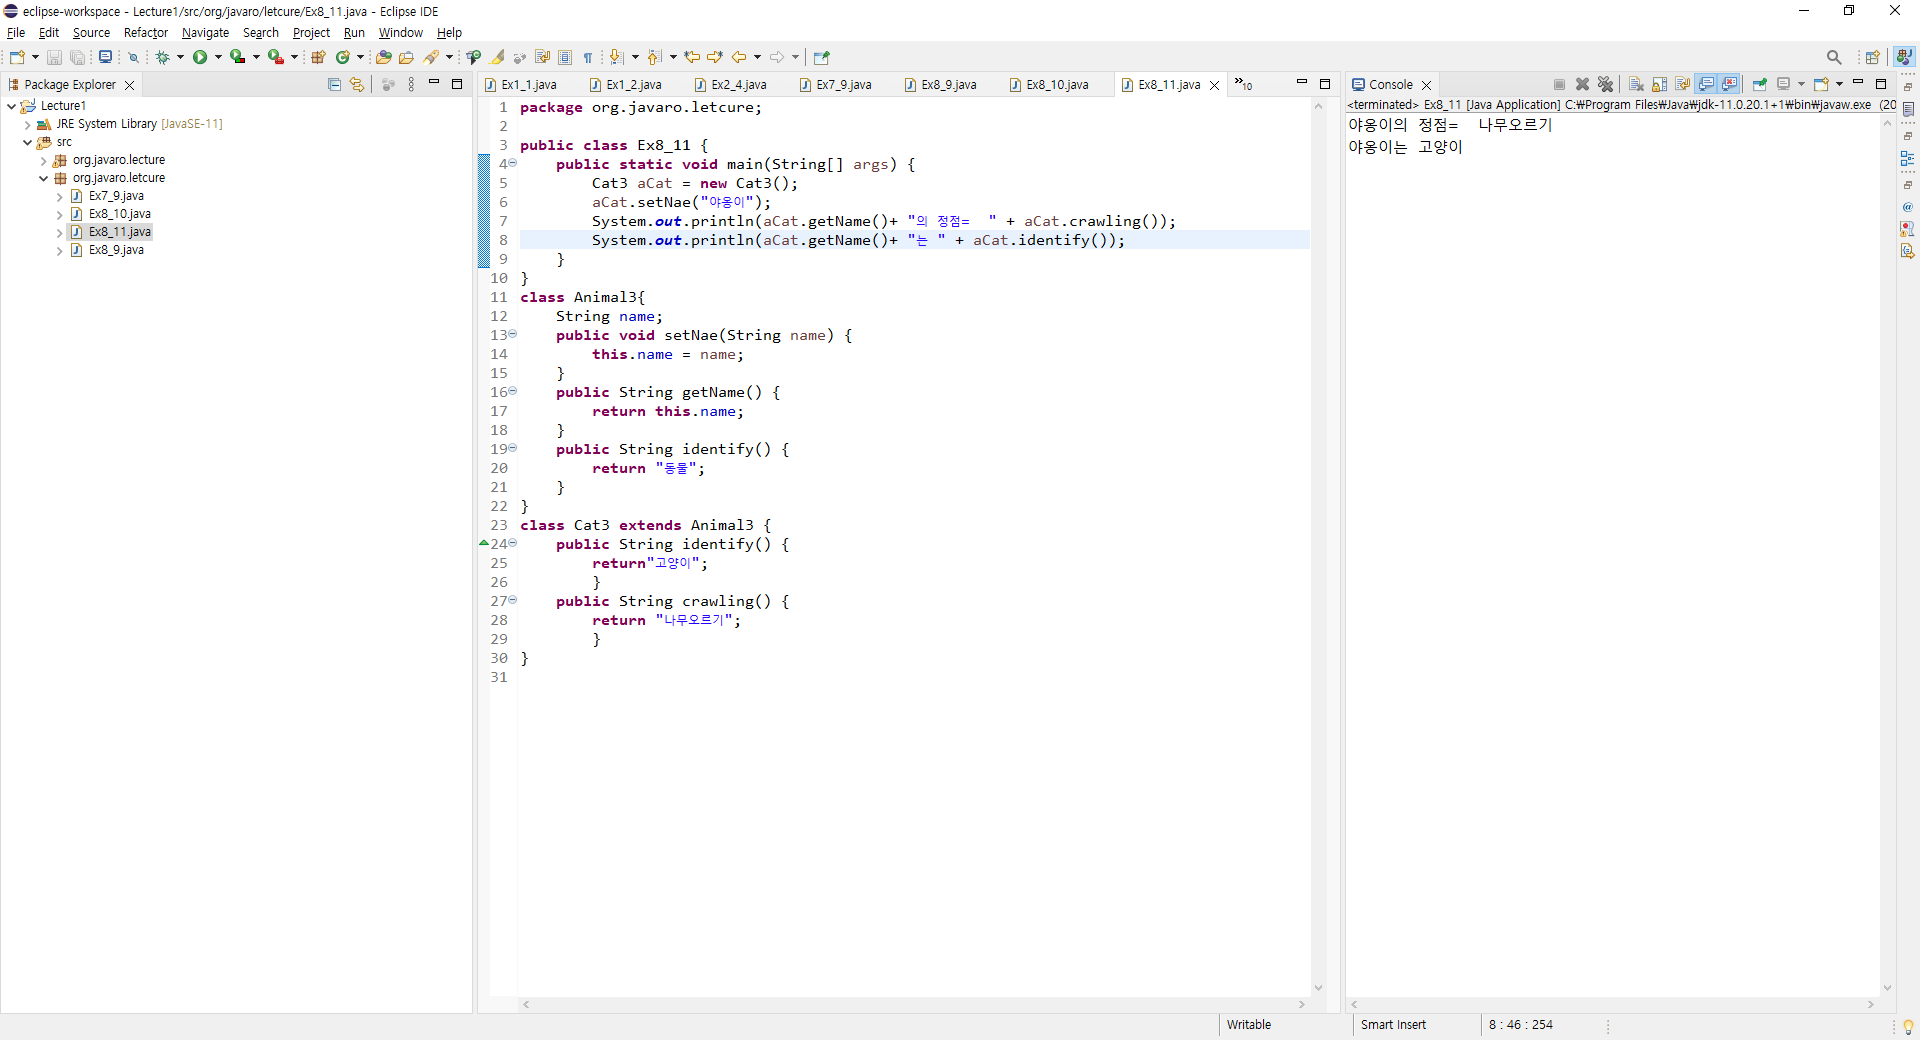 eclipse-workspace - Lecture1/src/org/javaro/letcure/Ex8_11.java - Eclipse IDE
File Edit Source Refactor Navigate Search Project Run Window Help
Package Explorer
Lecture1
JRE System Library [JavaSE-11]
src
org.javaro.lecture
org.javaro.letcure
Ex7_9.java
Ex8_10.java
Ex8_11.java
Ex8_9.java
Ex1_1.java Ex1_2.java Ex2_4.java Ex7_9.java Ex8_9.java Ex8_10.java Ex8_11.java »10
1 package org.javaro.letcure;
2
3 public class Ex8_11 {
4 public static void main(String[] args) {
5 Cat3 aCat = new Cat3();
6 aCat.setNae("야옹이");
7 System.out.println(aCat.getName()+ "의 정점=  " + aCat.crawling());
8 System.out.println(aCat.getName()+ "는 " + aCat.identify());
9 }
10 }
11 class Animal3{
12 String name;
13 public void setNae(String name) {
14 this.name = name;
15 }
16 public String getName() {
17 return this.name;
18 }
19 public String identify() {
20 return "동물";
21 }
22 }
23 class Cat3 extends Animal3 {
24 public String identify() {
25 return"고양이";
26 }
27 public String crawling() {
28 return "나무오르기";
29 }
30 }
31
Console
<terminated> Ex8_11 [Java Application] C:₩Program Files₩Java₩jdk-11.0.20.1+1₩bin₩javaw.exe (20
야옹이의 정점=  나무오르기
야옹이는 고양이
Writable Smart Insert 8 : 46 : 254